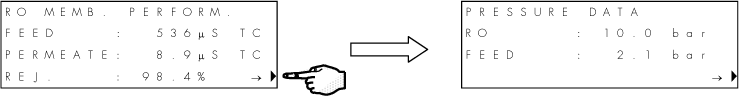 RO MEMB. PERFORM.
FEED : 536µS TC
PERMEATE: 8.9µS TC
REJ. : 98.4% →
PRESSURE DATA
RO : 10.0 bar
FEED : 2.1 bar
→